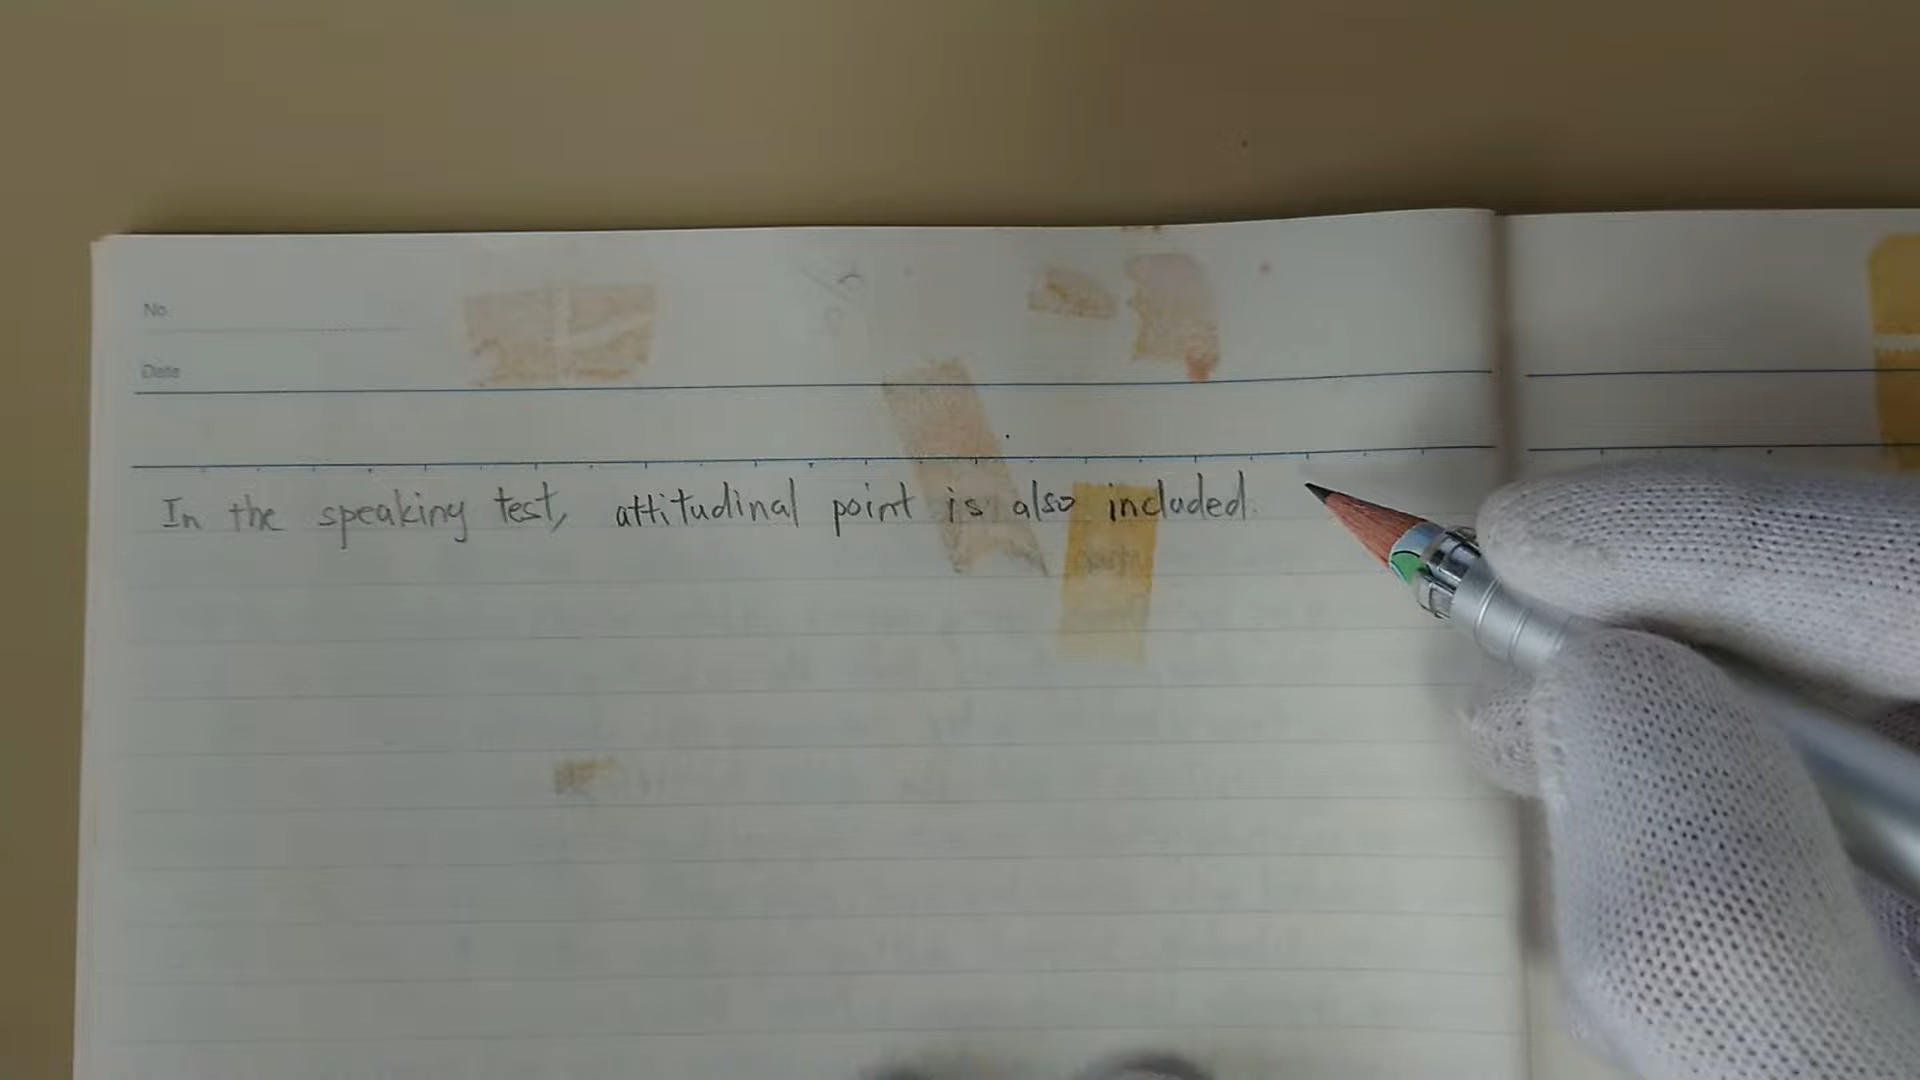 No.
Date
In the speaking test, attitudinal point is also included.